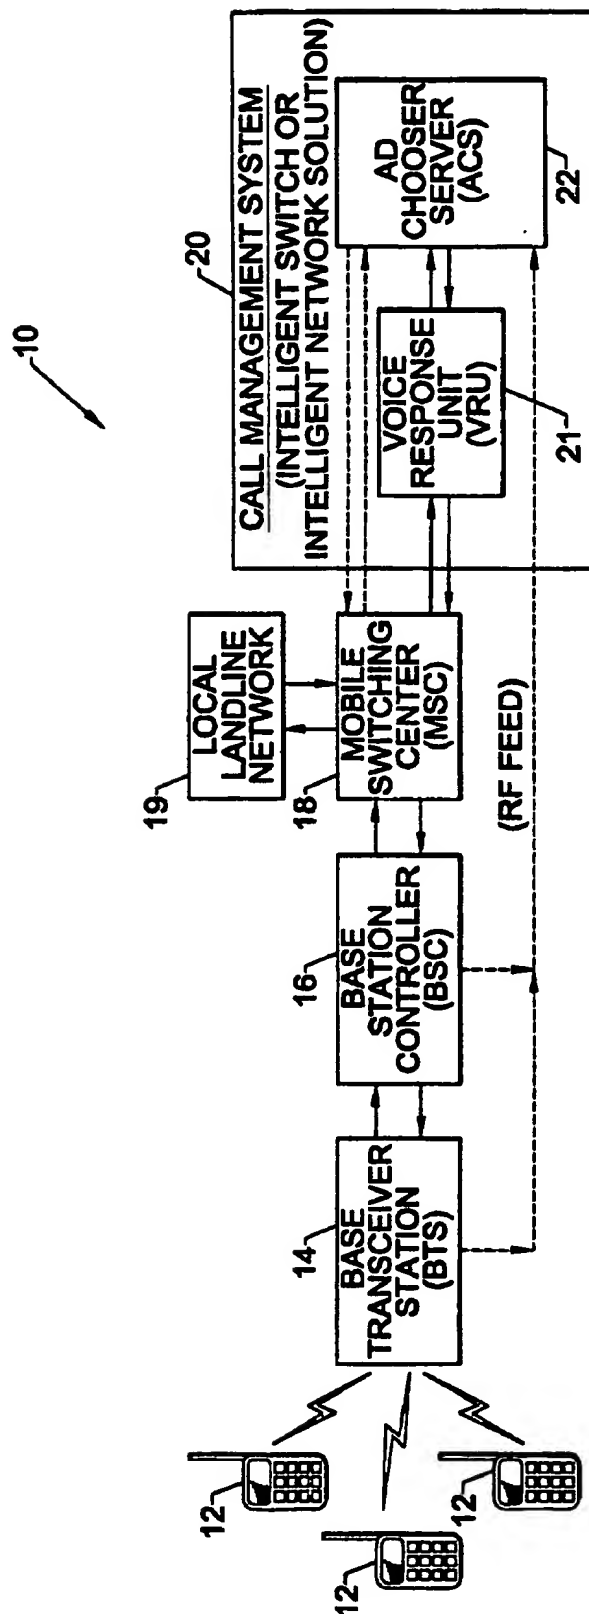 10
20
CALL MANAGEMENT SYSTEM
(INTELLIGENT SWITCH OR
INTELLIGENT NETWORK SOLUTION)
AD
CHOOSER
SERVER
(ACS)
22
VOICE
RESPONSE
UNIT
(VRU)
21
LOCAL
LANDLINE
NETWORK
19
MOBILE
SWITCHING
CENTER
(MSC)
18
BASE
STATION
CONTROLLER
(BSC)
16
BASE
TRANSCEIVER
STATION
(BTS)
14
(RF FEED)
12
12
12